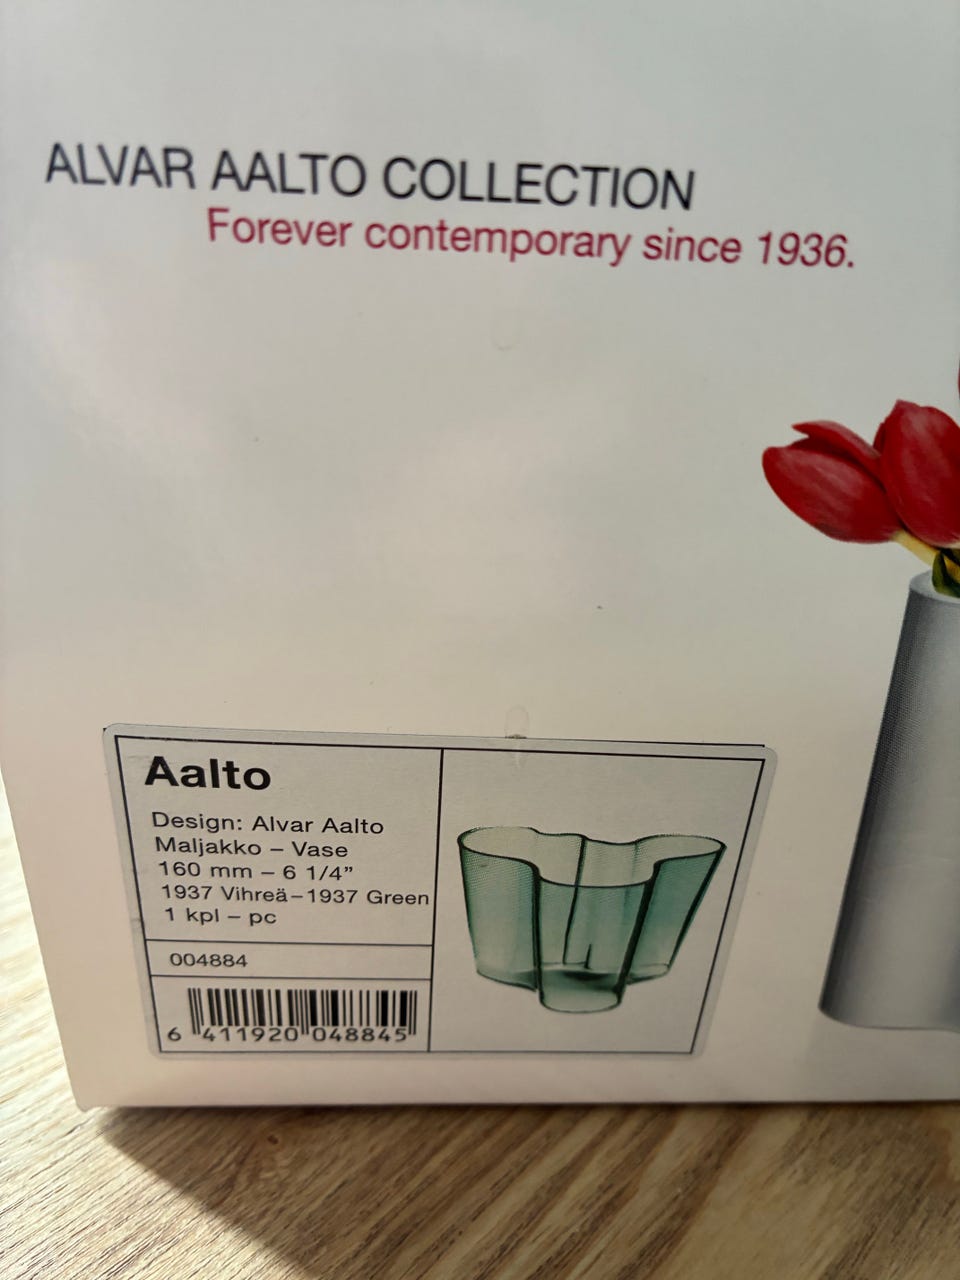 ALVAR AALTO COLLECTION
Forever contemporary since 1936.
Aalto
Design: Alvar Aalto
Maljakko – Vase
160 mm – 6 1/4”
1937 Vihreä–1937 Green
1 kpl – pc
004884
6 411920 048845